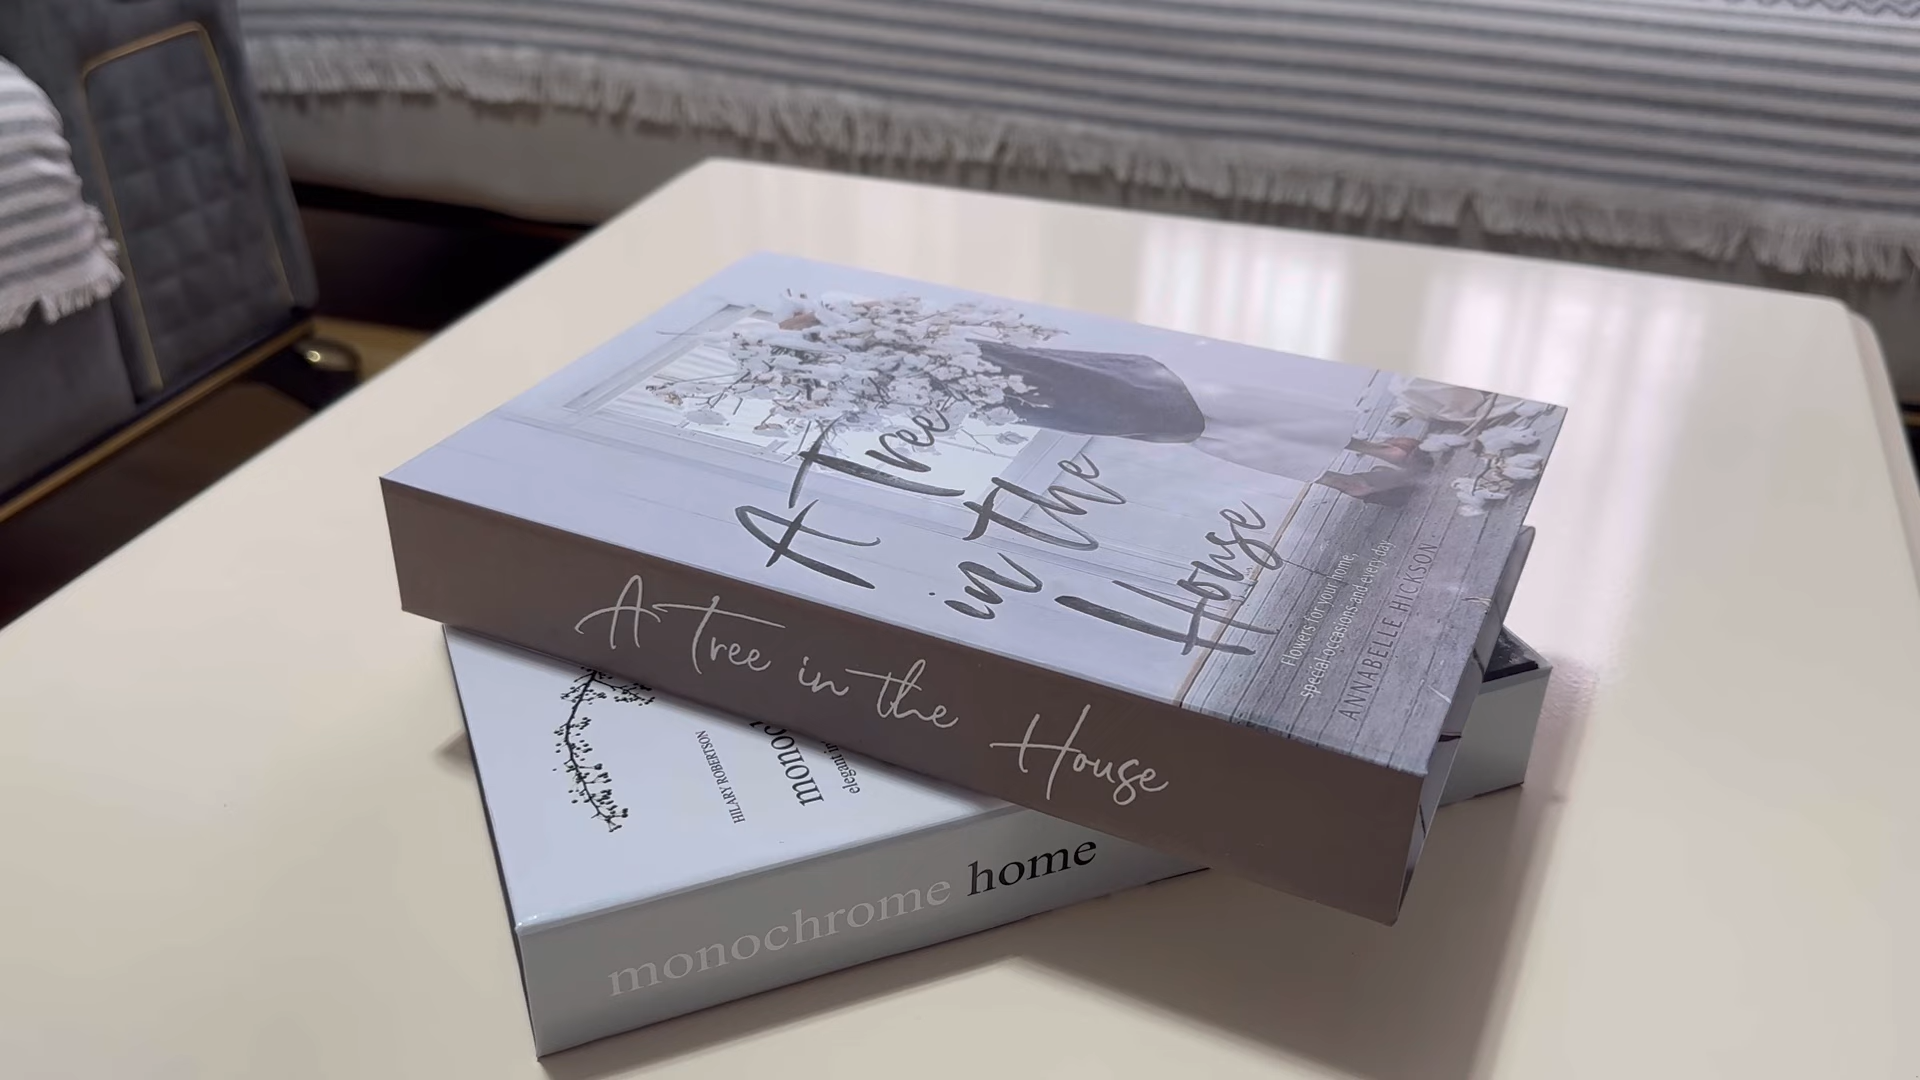 A Tree
in the
House
Flowers for your home,
special occasions and every day
ANNABELLE HICKSON
A Tree in the House
HILARY ROBERTSON
elegant
monochrome home